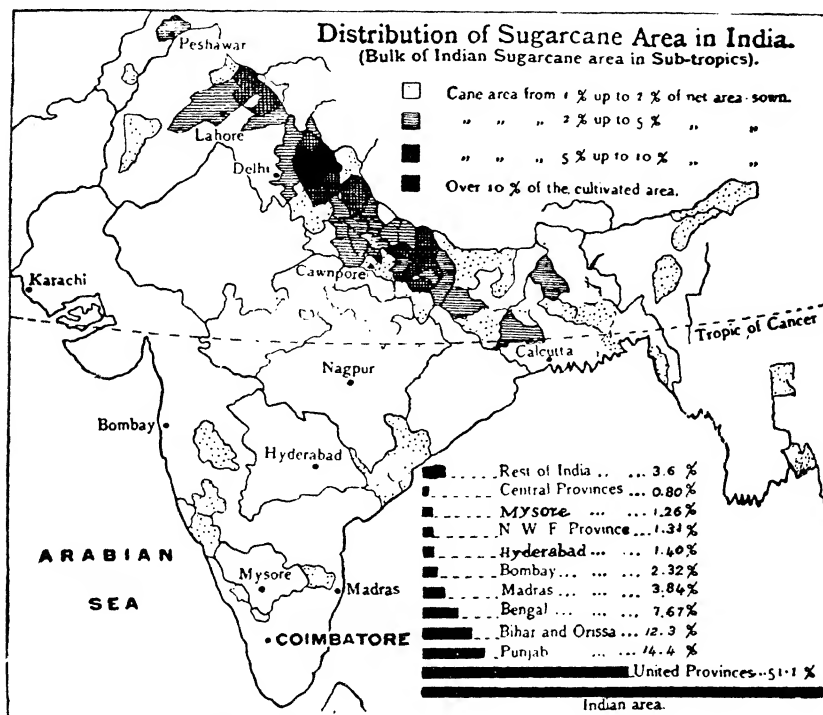 Distribution of Sugarcane Area in India.
(Bulk of Indian Sugarcane area in Sub-tropics).
Cane area from 1 % up to 2 % of net area sown.
„ „ „ 2 % up to 5 % „ „
„ „ „ 5 % up to 10 % „ „
Over 10 % of the cultivated area.
Peshawar
Lahore
Delhi
Cawnpore
Karachi
Tropic of Cancer
Calcutta
Nagpur
Bombay
Hyderabad
ARABIAN
SEA
Mysore
Madras
COIMBATORE
Rest of India .. ... 3.6 %
Central Provinces ... 0.80 %
Mysore ... ... 1.26 %
N W F Province ... 1.31 %
Hyderabad ... ... 1.40 %
Bombay ... ... ... 2.32 %
Madras ... ... ... 3.84 %
Bengal ... ... ... 7.67 %
Bihar and Orissa ... 12.3 %
Punjab ... ... 14.4 %
United Provinces ... 51.1 %
Indian area.